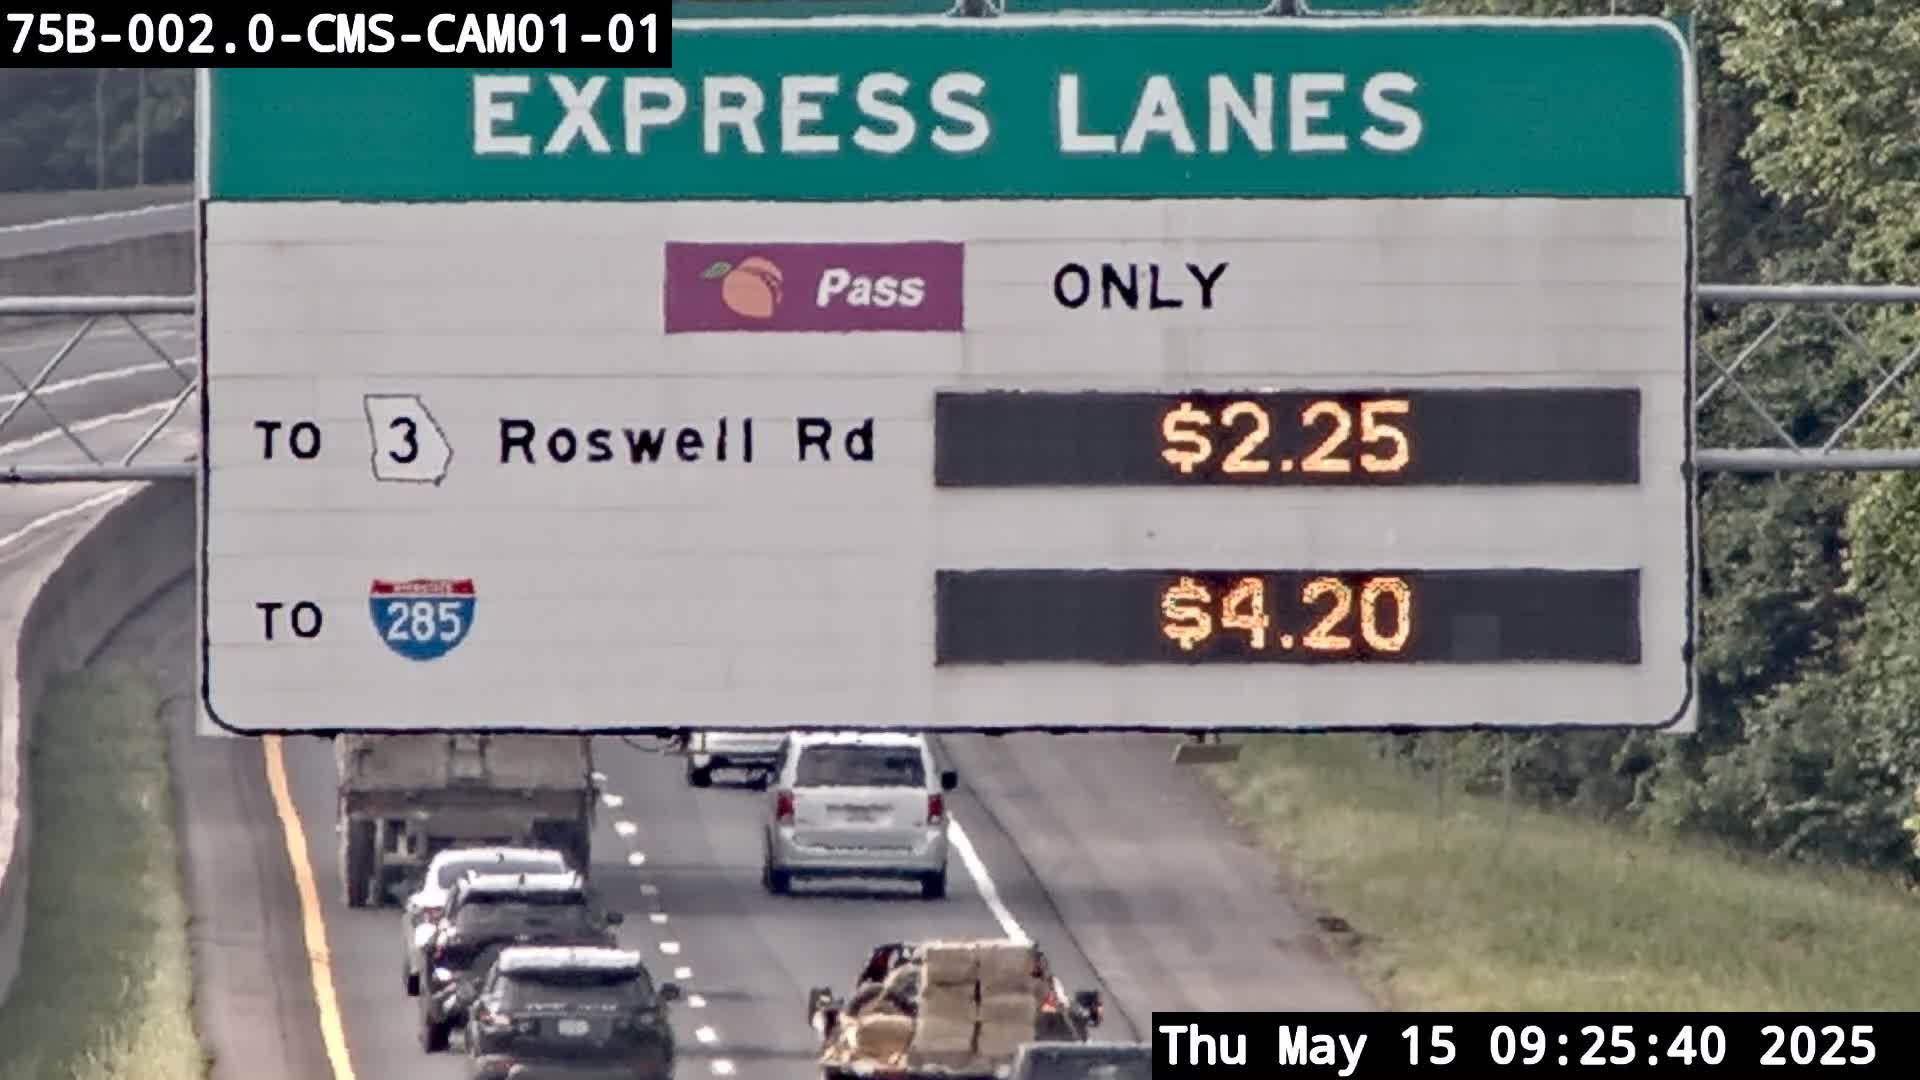 75B-002.0-CMS-CAM01-01
EXPRESS LANES
Pass ONLY
TO 3 Roswell Rd $2.25
TO INTERSTATE 285 $4.20
Thu May 15 09:25:40 2025